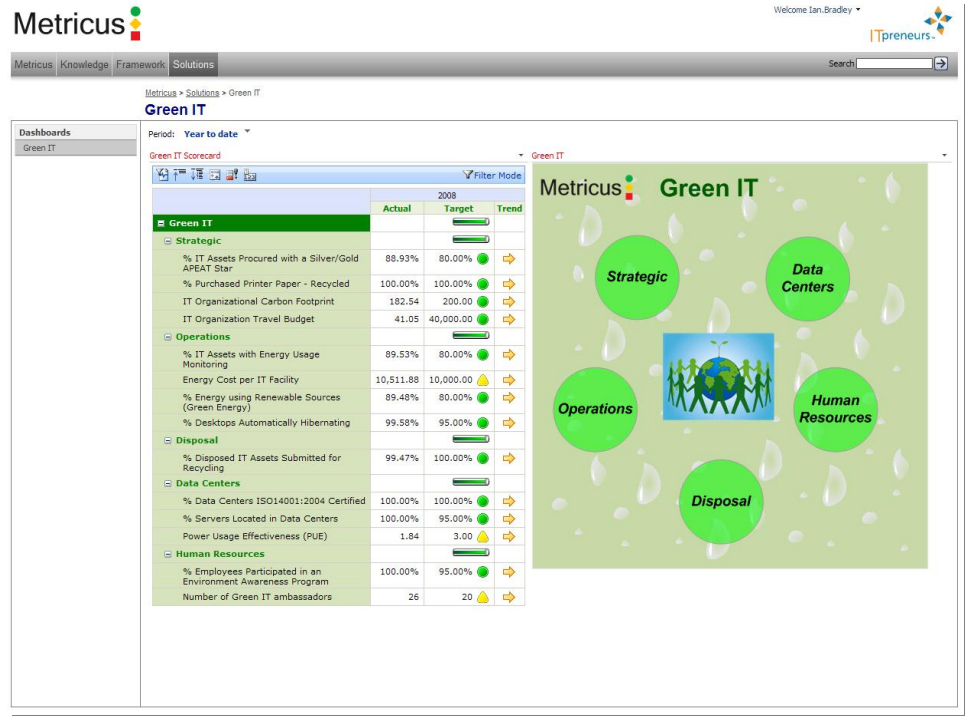 Metricus
Welcome Ian.Bradley
ITpreneurs
Metricus Knowledge Framework Solutions
Search
Metricus > Solutions > Green IT
Green IT
Dashboards
Green IT
Period: Year to date
Green IT Scorecard
Filter Mode
2008
Actual Target Trend
Green IT
Strategic
% IT Assets Procured with a Silver/Gold 88.93% 80.00%
APEAT Star
% Purchased Printer Paper - Recycled 100.00% 100.00%
IT Organizational Carbon Footprint 182.54 200.00
IT Organization Travel Budget 41.05 40,000.00
Operations
% IT Assets with Energy Usage 89.53% 80.00%
Monitoring
Energy Cost per IT Facility 10,511.88 10,000.00
% Energy using Renewable Sources 89.48% 80.00%
(Green Energy)
% Desktops Automatically Hibernating 99.58% 95.00%
Disposal
% Disposed IT Assets Submitted for 99.47% 100.00%
Recycling
Data Centers
% Data Centers ISO14001:2004 Certified 100.00% 100.00%
% Servers Located in Data Centers 100.00% 95.00%
Power Usage Effectiveness (PUE) 1.84 3.00
Human Resources
% Employees Participated in an 100.00% 95.00%
Environment Awareness Program
Number of Green IT ambassadors 26 20
Green IT
Metricus Green IT
Strategic
Data
Centers
Operations
Human
Resources
Disposal